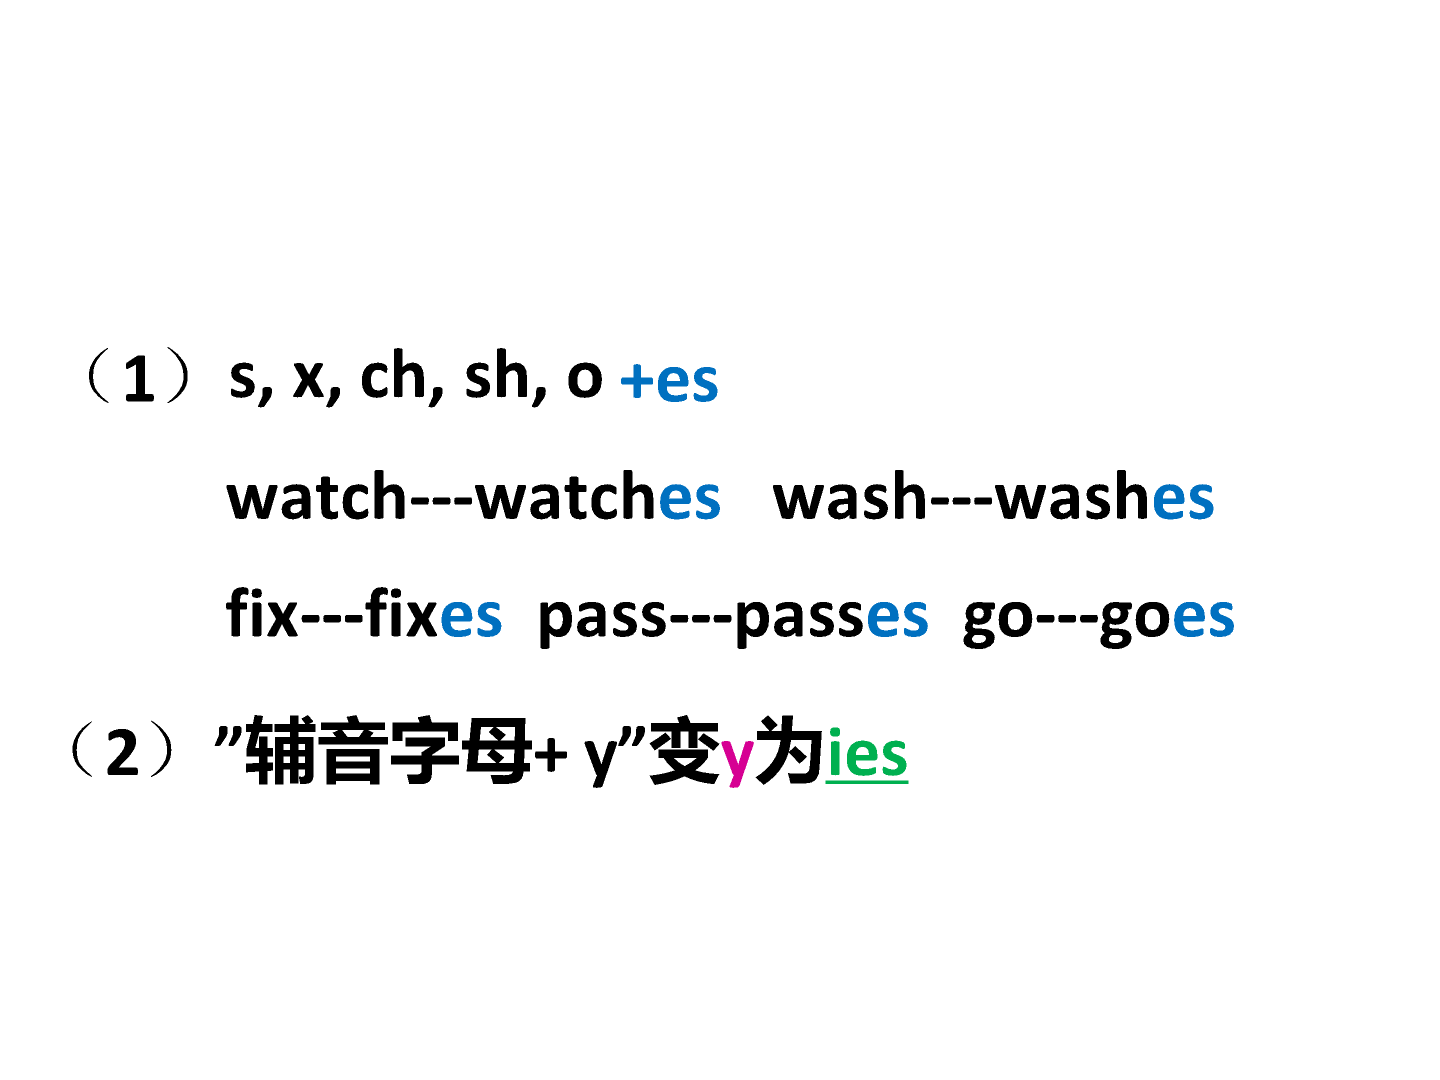 （1）s, x, ch, sh, o +es
watch---watches wash---washes
fix---fixes pass---passes go---goes
（2）”辅音字母+ y”变y为ies